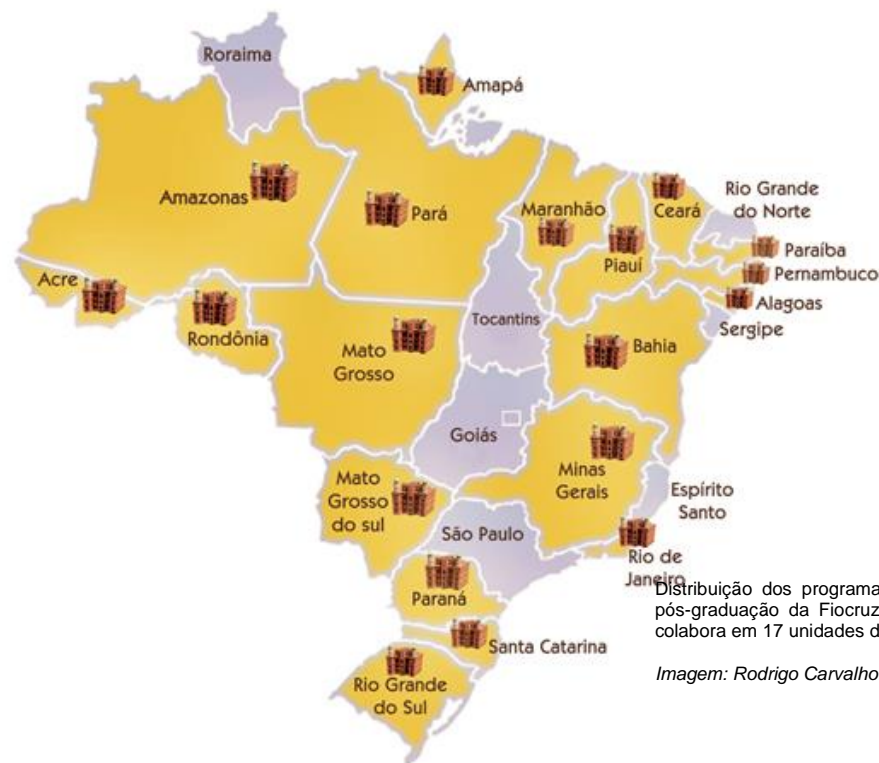 Roraima
Amapá
Amazonas
Pará
Maranhão
Ceará
Rio Grande
do Norte
Piauí
Paraíba
Pernambuco
Alagoas
Sergipe
Acre
Rondônia
Tocantins
Mato
Grosso
Bahia
Goiás
Minas
Gerais
Mato
Grosso
do sul
Espírito
Santo
São Paulo
Rio de
Janeiro
Paraná
Santa Catarina
Rio Grande
do Sul
Distribuição dos programa
pós-graduação da Fiocruz
colabora em 17 unidades d
Imagem: Rodrigo Carvalho